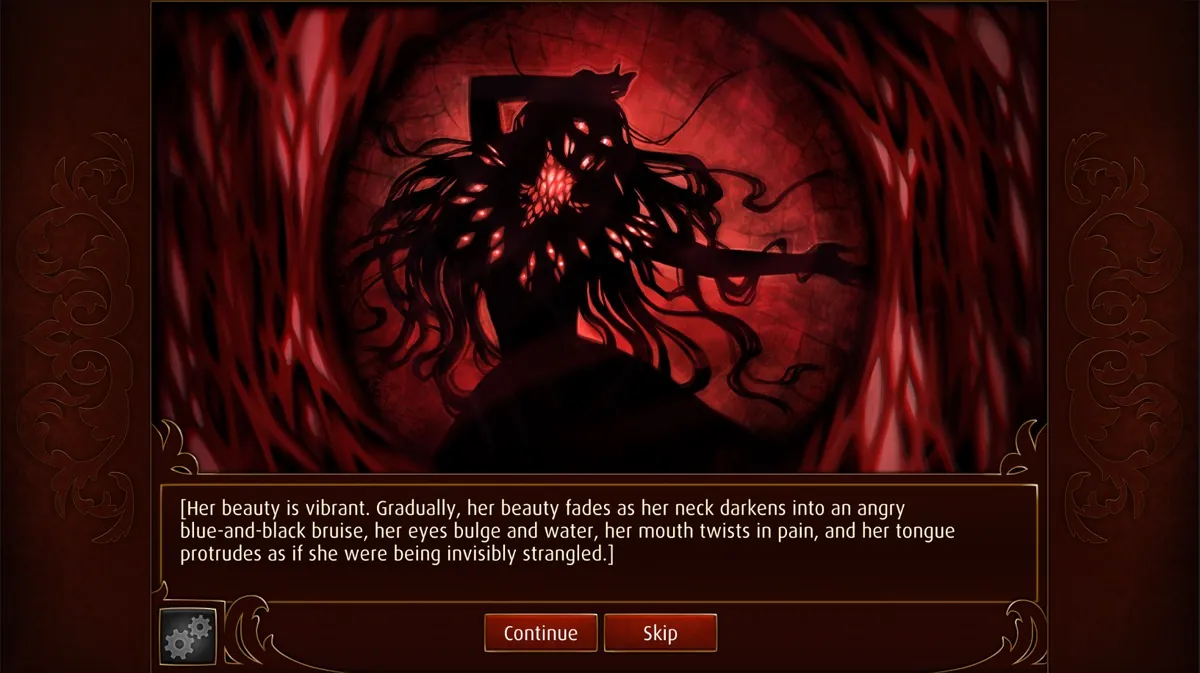 [Her beauty is vibrant. Gradually, her beauty fades as her neck darkens into an angry
blue-and-black bruise, her eyes bulge and water, her mouth twists in pain, and her tongue
protrudes as if she were being invisibly strangled.]
Continue
Skip